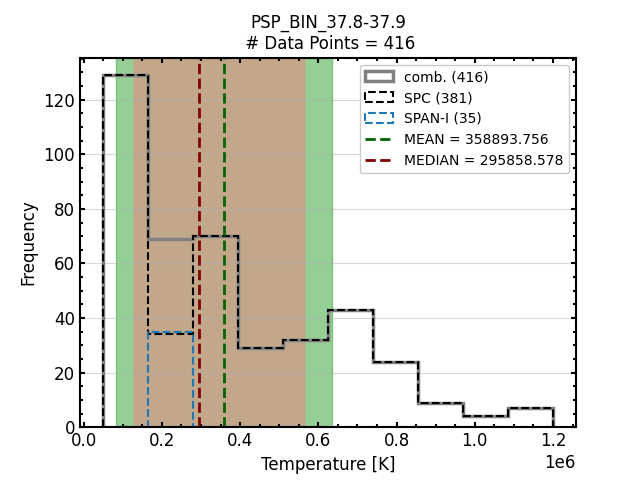 PSP_BIN_37.8-37.9
# Data Points = 416
comb. (416)
SPC (381)
SPAN-I (35)
MEAN = 358893.756
MEDIAN = 295858.578
Frequency
120
100
80
60
40
20
0
0.0 0.2 0.4 0.6 0.8 1.0 1.2
1e6
Temperature [K]